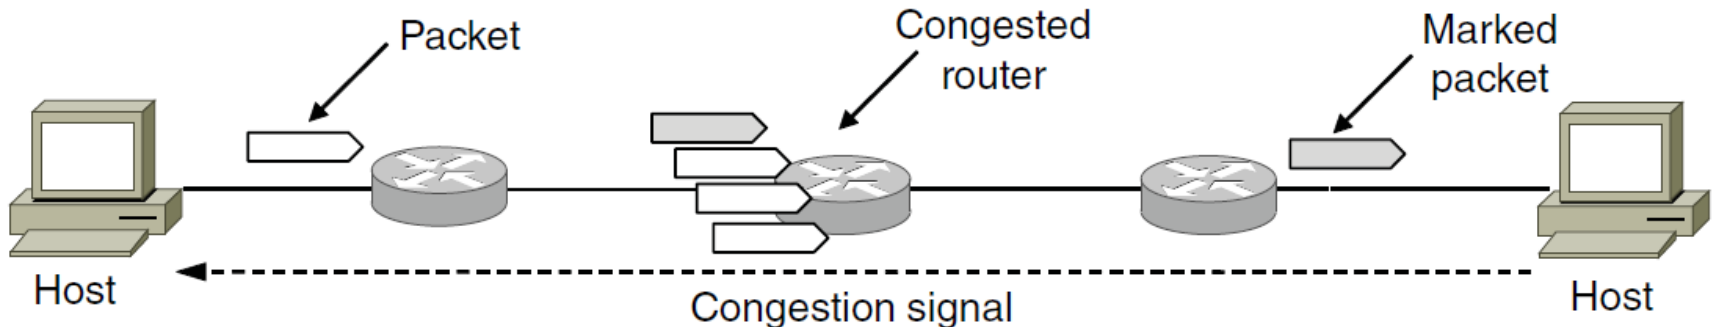 Packet
Congested
router
Marked
packet
Host
Congestion signal
Host